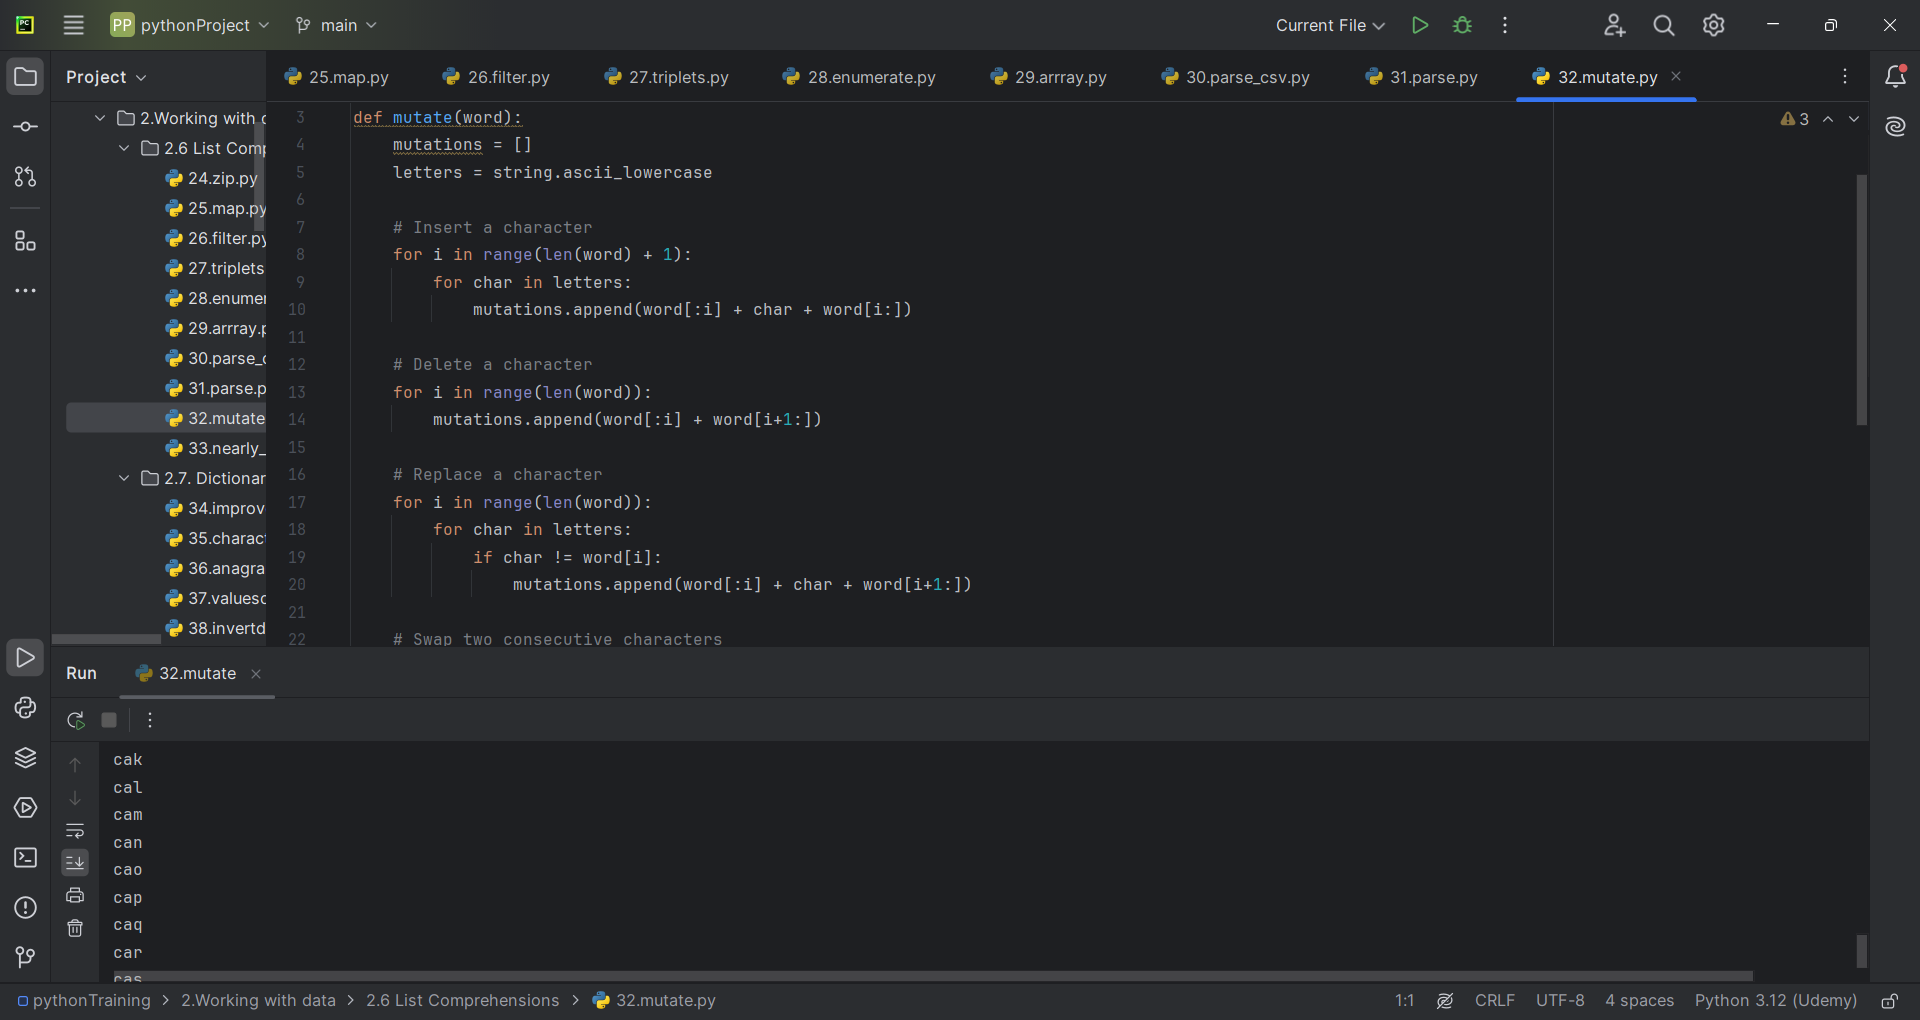 PC PP pythonProject main Current File
Project
25.map.py 26.filter.py 27.triplets.py 28.enumerate.py 29.arrray.py 30.parse_csv.py 31.parse.py 32.mutate.py
2.Working with
2.6 List Comp
24.zip.py
25.map.py
26.filter.py
27.triplets
28.enumer
29.arrray.p
30.parse_c
31.parse.p
32.mutate
33.nearly_
2.7. Dictionar
34.improv
35.charac
36.anagra
37.values
38.invertd
3 def mutate(word):
4 mutations = []
5 letters = string.ascii_lowercase
6
7 # Insert a character
8 for i in range(len(word) + 1):
9 for char in letters:
10 mutations.append(word[:i] + char + word[i:])
11
12 # Delete a character
13 for i in range(len(word)):
14 mutations.append(word[:i] + word[i+1:])
15
16 # Replace a character
17 for i in range(len(word)):
18 for char in letters:
19 if char != word[i]:
20 mutations.append(word[:i] + char + word[i+1:])
21
22 # Swap two consecutive characters
3
Run 32.mutate
cak
cal
cam
can
cao
cap
caq
car
cas
pythonTraining > 2.Working with data > 2.6 List Comprehensions > 32.mutate.py 1:1 CRLF UTF-8 4 spaces Python 3.12 (Udemy)